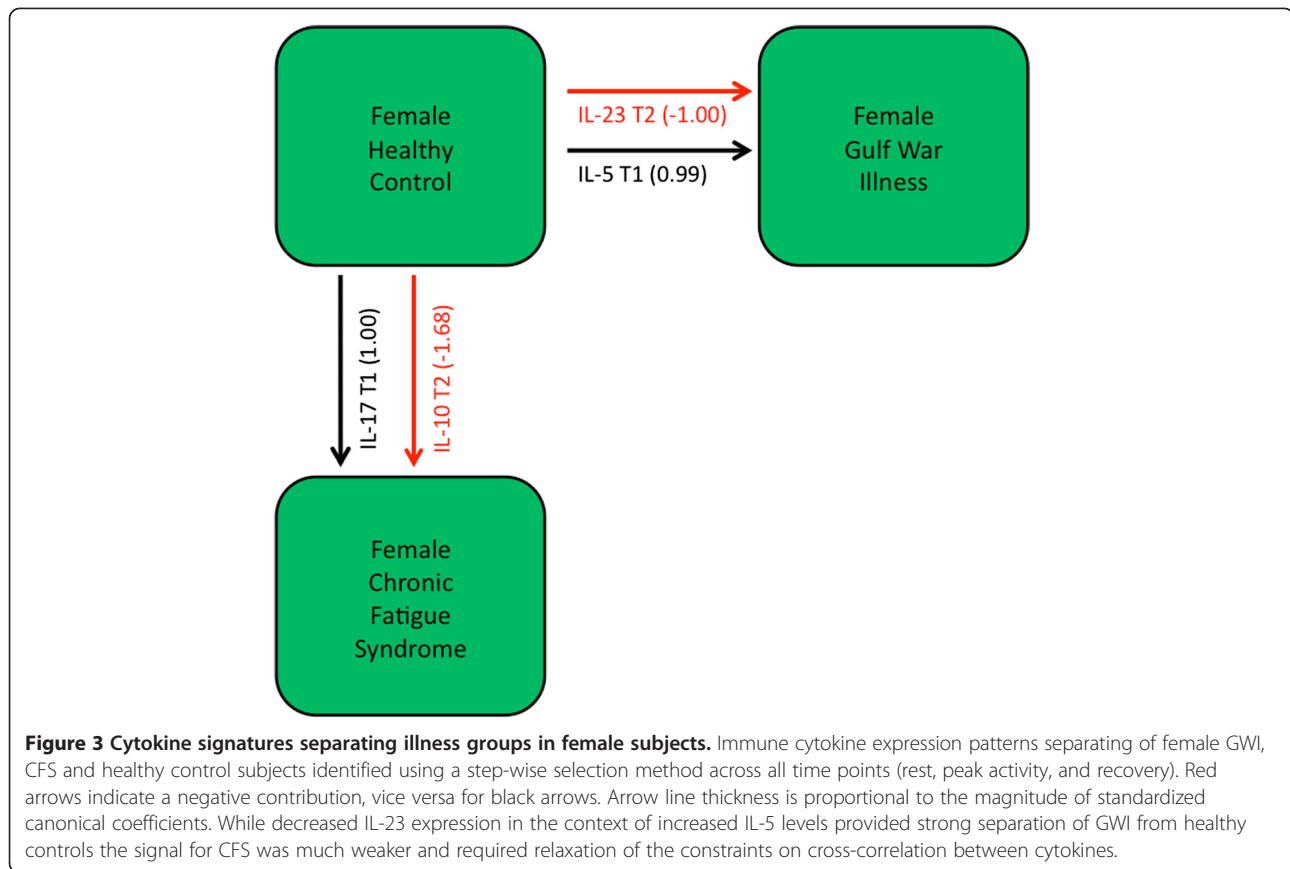 Female
Healthy
Control
IL-23 T2 (-1.00)
IL-5 T1 (0.99)
Female
Gulf War
Illness
IL-17 T1 (1.00)
IL-10 T2 (-1.68)
Female
Chronic
Fatigue
Syndrome
Figure 3 Cytokine signatures separating illness groups in female subjects. Immune cytokine expression patterns separating of female GWI,
CFS and healthy control subjects identified using a step-wise selection method across all time points (rest, peak activity, and recovery). Red
arrows indicate a negative contribution, vice versa for black arrows. Arrow line thickness is proportional to the magnitude of standardized
canonical coefficients. While decreased IL-23 expression in the context of increased IL-5 levels provided strong separation of GWI from healthy
controls the signal for CFS was much weaker and required relaxation of the constraints on cross-correlation between cytokines.